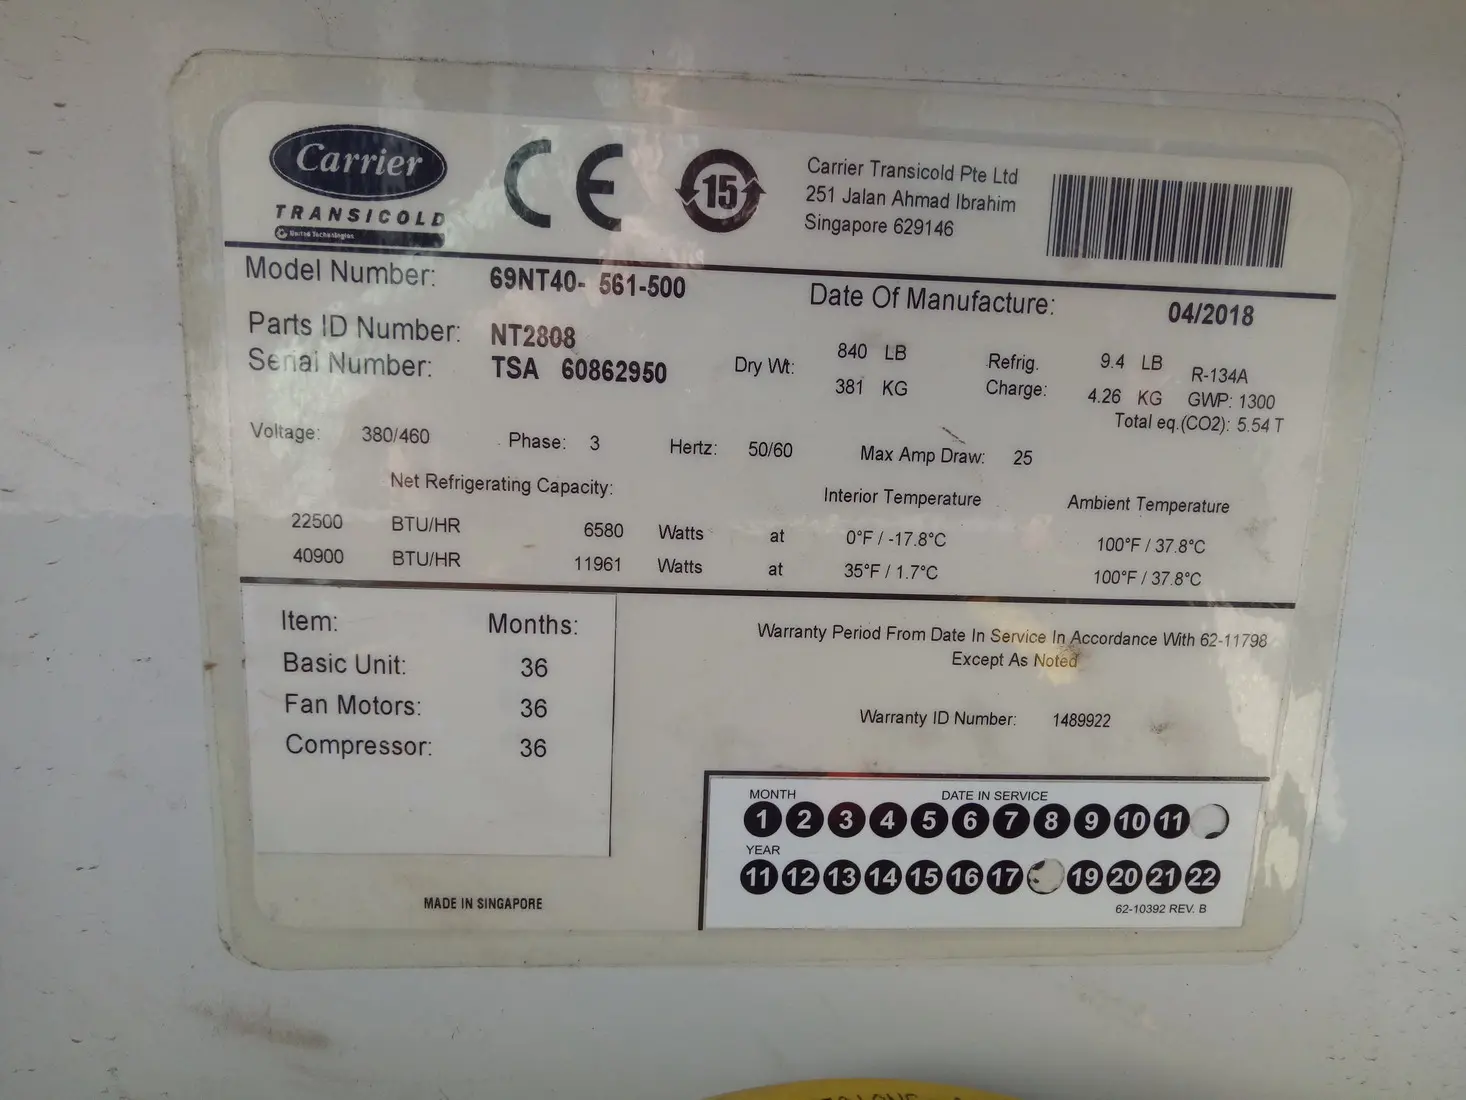 Carrier
TRANSICOLD
United Technologies
CE
15
Carrier Transicold Pte Ltd
251 Jalan Ahmad Ibrahim
Singapore 629146
Model Number: 69NT40- 561-500
Date Of Manufacture: 04/2018
Parts ID Number: NT2808
Serial Number: TSA 60862950
Dry Wt: 840 LB
381 KG
Refrig. 9.4 LB R-134A
Charge: 4.26 KG GWP: 1300
Total eq.(CO2): 5.54 T
Voltage: 380/460 Phase: 3 Hertz: 50/60 Max Amp Draw: 25
Net Refrigerating Capacity: Interior Temperature Ambient Temperature
22500 BTU/HR 6580 Watts at 0°F / -17.8°C 100°F / 37.8°C
40900 BTU/HR 11961 Watts at 35°F / 1.7°C 100°F / 37.8°C
Item: Months:
Basic Unit: 36
Fan Motors: 36
Compressor: 36
Warranty Period From Date In Service In Accordance With 62-11798
Except As Noted
Warranty ID Number: 1489922
MONTH DATE IN SERVICE
1 2 3 4 5 6 7 8 9 10 11
YEAR
11 12 13 14 15 16 17 19 20 21 22
62-10392 REV. B
MADE IN SINGAPORE